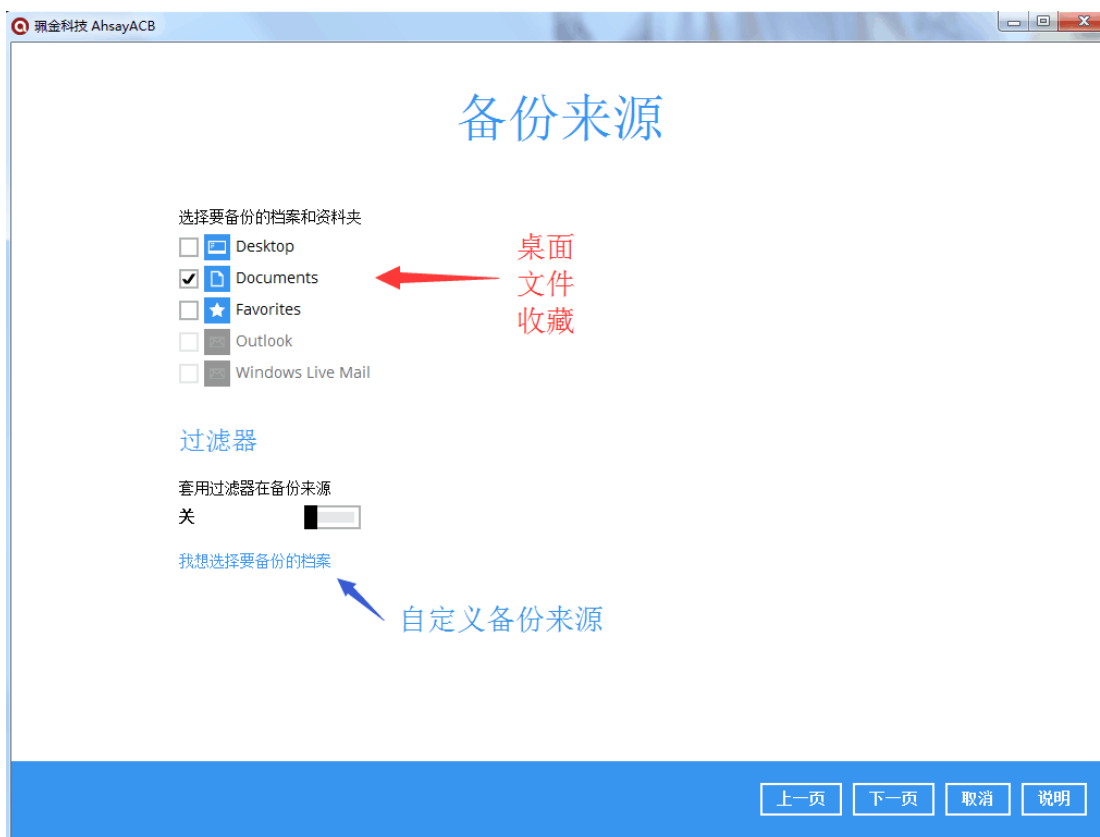 珮金科技 AhsayACB
备份来源
选择要备份的档案和资料夹
Desktop
Documents
Favorites
Outlook
Windows Live Mail
桌面
文件
收藏
过滤器
套用过滤器在备份来源
关
我想选择要备份的档案
自定义备份来源
上一页 下一页 取消 说明